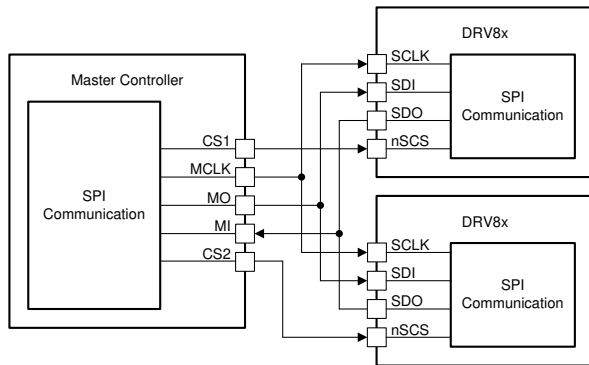 Master Controller
SPI
Communication
CS1
MCLK
MO
MI
CS2
DRV8x
SCLK
SDI
SDO
nSCS
SPI
Communication
DRV8x
SCLK
SDI
SDO
nSCS
SPI
Communication